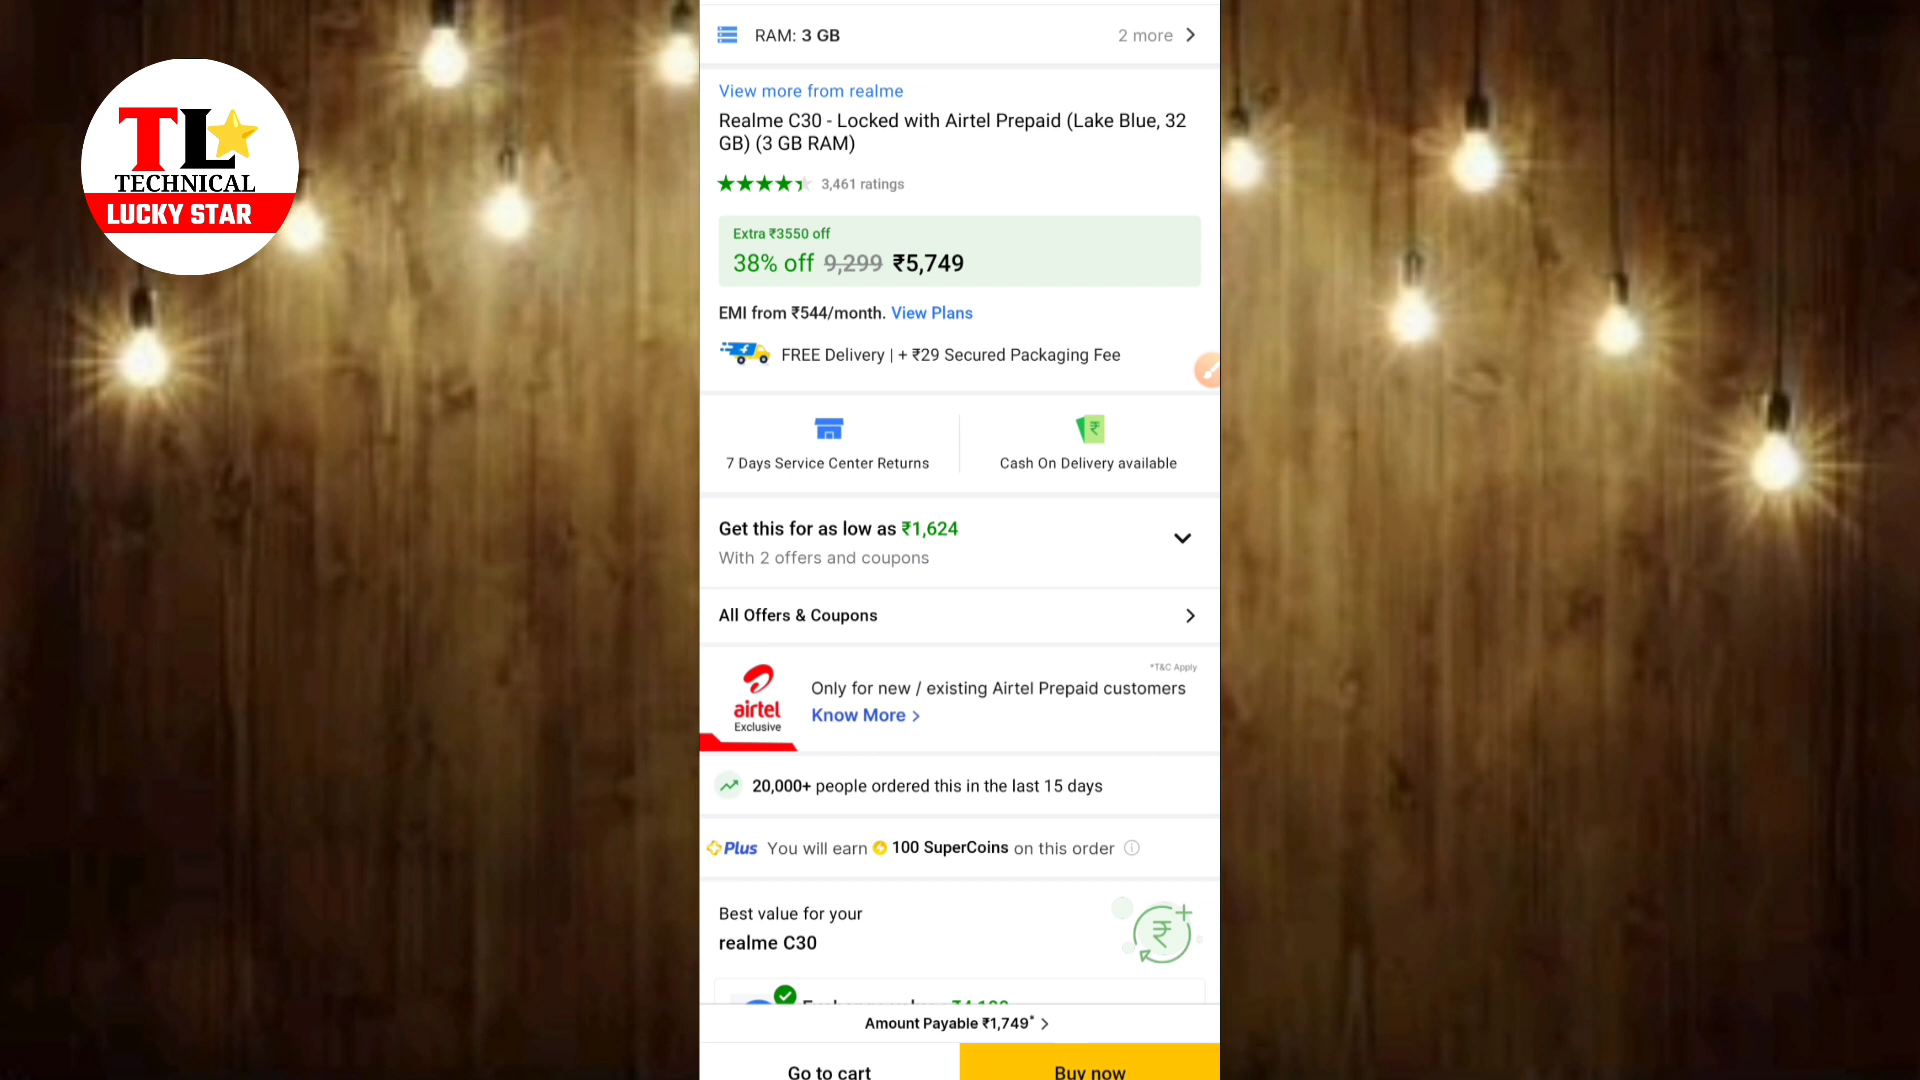 TL
TECHNICAL
LUCKY STAR
RAM: 3 GB
2 more
View more from realme
Realme C30 - Locked with Airtel Prepaid (Lake Blue, 32
GB) (3 GB RAM)
3,461 ratings
Extra ₹3550 off
38% off 9,299 ₹5,749
EMI from ₹544/month. View Plans
FREE Delivery | + ₹29 Secured Packaging Fee
7 Days Service Center Returns
Cash On Delivery available
Get this for as low as ₹1,624
With 2 offers and coupons
All Offers & Coupons
*T&C Apply
airtel
Exclusive
Only for new / existing Airtel Prepaid customers
Know More >
20,000+ people ordered this in the last 15 days
Plus You will earn 100 SuperCoins on this order
Best value for your
realme C30
Amount Payable ₹1,749*
Go to cart
Buy now